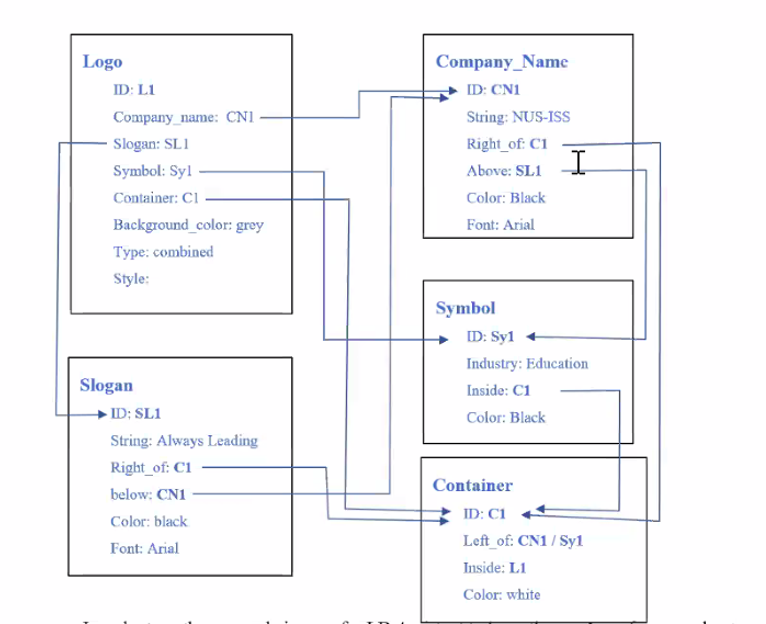 Logo
ID: L1
Company_name: CN1
Slogan: SL1
Symbol: Sy1
Container: C1
Background_color: grey
Type: combined
Style:
Company_Name
ID: CN1
String: NUS-ISS
Right_of: C1
Above: SL1
Color: Black
Font: Arial
Symbol
ID: Sy1
Industry: Education
Inside: C1
Color: Black
Slogan
ID: SL1
String: Always Leading
Right_of: C1
below: CN1
Color: black
Font: Arial
Container
ID: C1
Left_of: CN1 / Sy1
Inside: L1
Color: white